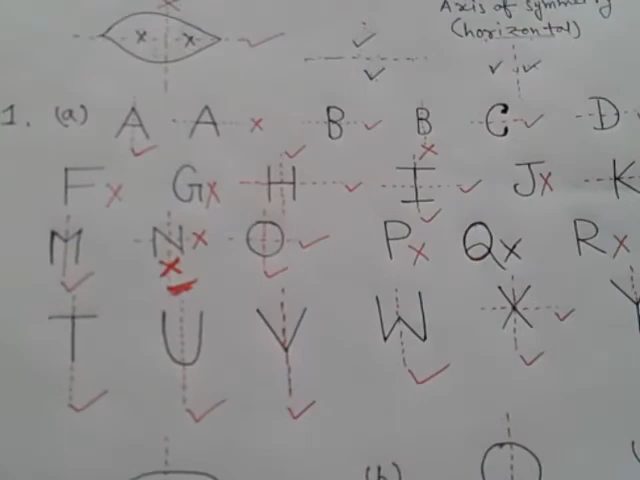 Axis of Symmetry
(horizontal)
1. (a) A A B B C D
F G H I J K
M N O P Q R
T U V W X Y
(b)